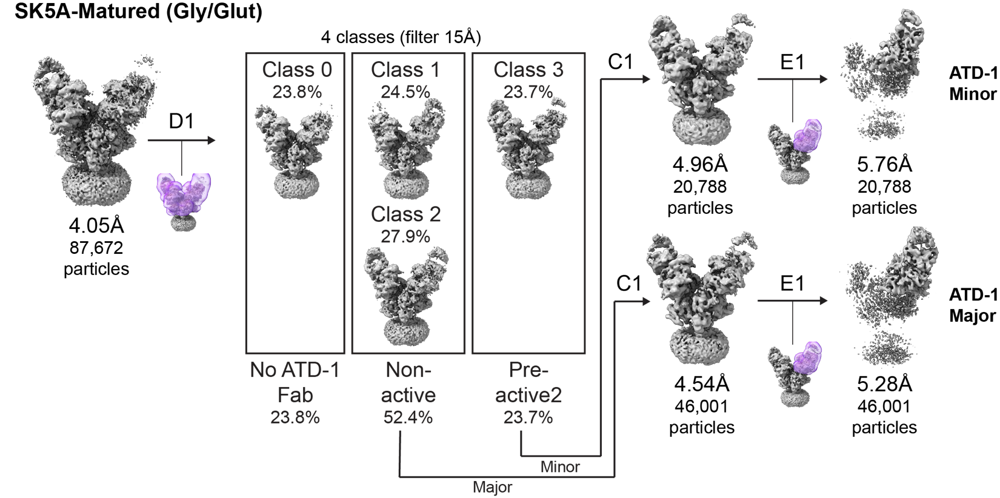 SK5A-Matured (Gly/Glut)
4.05Å
87,672
particles
D1
4 classes (filter 15Å)
Class 0
23.8%
No ATD-1
Fab
23.8%
Class 1
24.5%
Class 2
27.9%
Non-
active
52.4%
Class 3
23.7%
Pre-
active2
23.7%
Minor
Major
C1
4.96Å
20,788
particles
E1
5.76Å
20,788
particles
ATD-1
Minor
C1
4.54Å
46,001
particles
E1
5.28Å
46,001
particles
ATD-1
Major